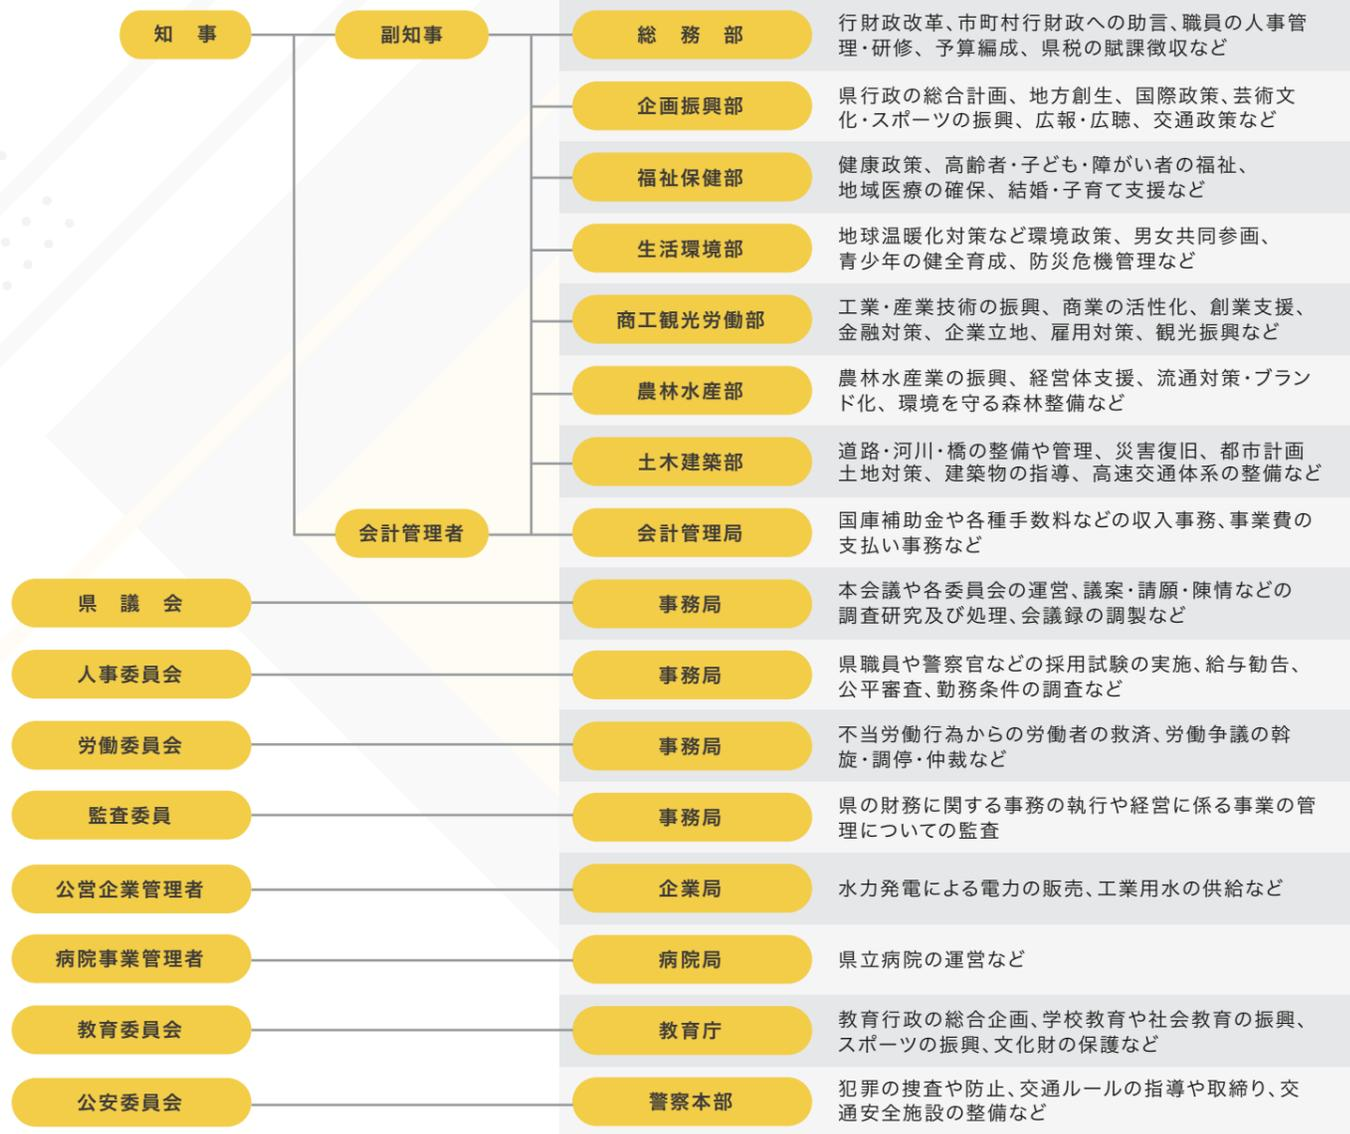 知　事
副知事
総　務　部
行財政改革、市町村行財政への助言、職員の人事管
理・研修、予算編成、県税の賦課徴収など
企画振興部
県行政の総合計画、地方創生、国際政策、芸術文
化・スポーツの振興、広報・広聴、交通政策など
福祉保健部
健康政策、高齢者・子ども・障がい者の福祉、
地域医療の確保、結婚・子育て支援など
生活環境部
地球温暖化対策など環境政策、男女共同参画、
青少年の健全育成、防災危機管理など
商工観光労働部
工業・産業技術の振興、商業の活性化、創業支援、
金融対策、企業立地、雇用対策、観光振興など
農林水産部
農林水産業の振興、経営体支援、流通対策・ブラン
ド化、環境を守る森林整備など
土木建築部
道路・河川・橋の整備や管理、災害復旧、都市計画
土地対策、建築物の指導、高速交通体系の整備など
会計管理者
会計管理局
国庫補助金や各種手数料などの収入事務、事業費の
支払い事務など
県　議　会
事務局
本会議や各委員会の運営、議案・請願・陳情などの
調査研究及び処理、会議録の調製など
人事委員会
事務局
県職員や警察官などの採用試験の実施、給与勧告、
公平審査、勤務条件の調査など
労働委員会
事務局
不当労働行為からの労働者の救済、労働争議の斡
旋・調停・仲裁など
監査委員
事務局
県の財務に関する事務の執行や経営に係る事業の管
理についての監査
公営企業管理者
企業局
水力発電による電力の販売、工業用水の供給など
病院事業管理者
病院局
県立病院の運営など
教育委員会
教育庁
教育行政の総合企画、学校教育や社会教育の振興、
スポーツの振興、文化財の保護など
公安委員会
警察本部
犯罪の捜査や防止、交通ルールの指導や取締り、交
通安全施設の整備など